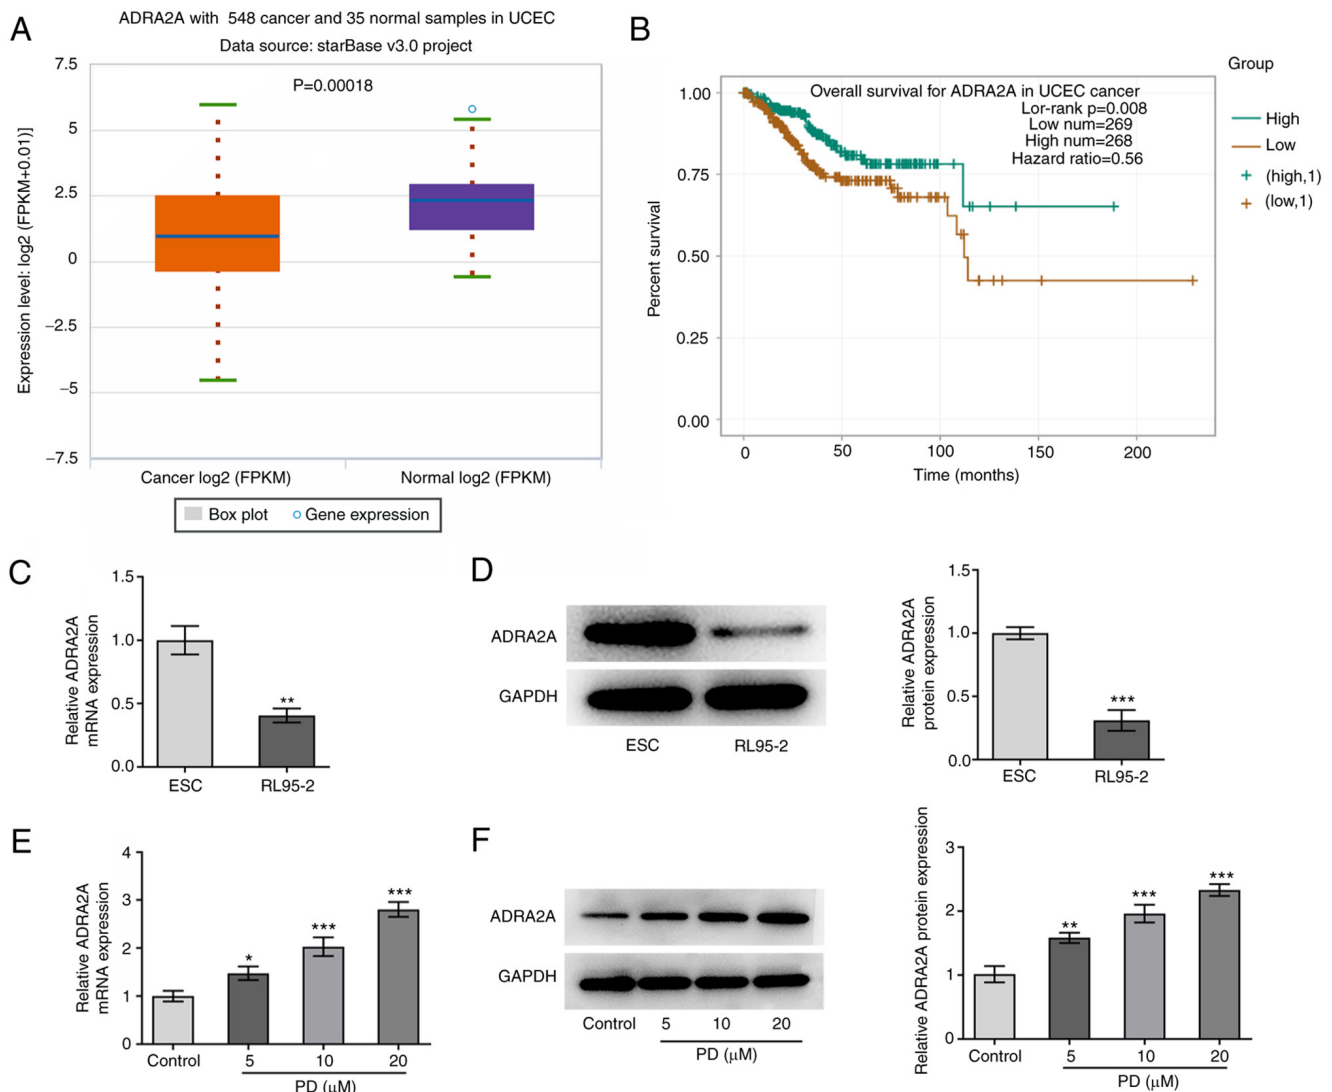 A
ADRA2A with 548 cancer and 35 normal samples in UCEC
Data source: starBase v3.0 project
Expression level: log2 (FPKM+0.01)]
7.5
5
2.5
0
−2.5
−5
−7.5
P=0.00018
Cancer log2 (FPKM)
Normal log2 (FPKM)
Box plot
Gene expression
B
Percent survival
1.00
0.75
0.50
0.25
0.00
Overall survival for ADRA2A in UCEC cancer
Lor-rank p=0.008
Low num=269
High num=268
Hazard ratio=0.56
0 50 100 150 200
Time (months)
Group
High
Low
(high,1)
(low,1)
C
Relative ADRA2A
mRNA expression
1.5
1.0
0.5
0.0
**
ESC RL95-2
D
ADRA2A
GAPDH
ESC RL95-2
Relative ADRA2A
protein expression
1.5
1.0
0.5
0.0
***
ESC RL95-2
E
Relative ADRA2A
mRNA expression
4
3
2
1
0
*
***
***
Control 5 10 20
PD (μM)
F
ADRA2A
GAPDH
Control 5 10 20
PD (μM)
Relative ADRA2A protein expression
3
2
1
0
**
***
***
Control 5 10 20
PD (μM)